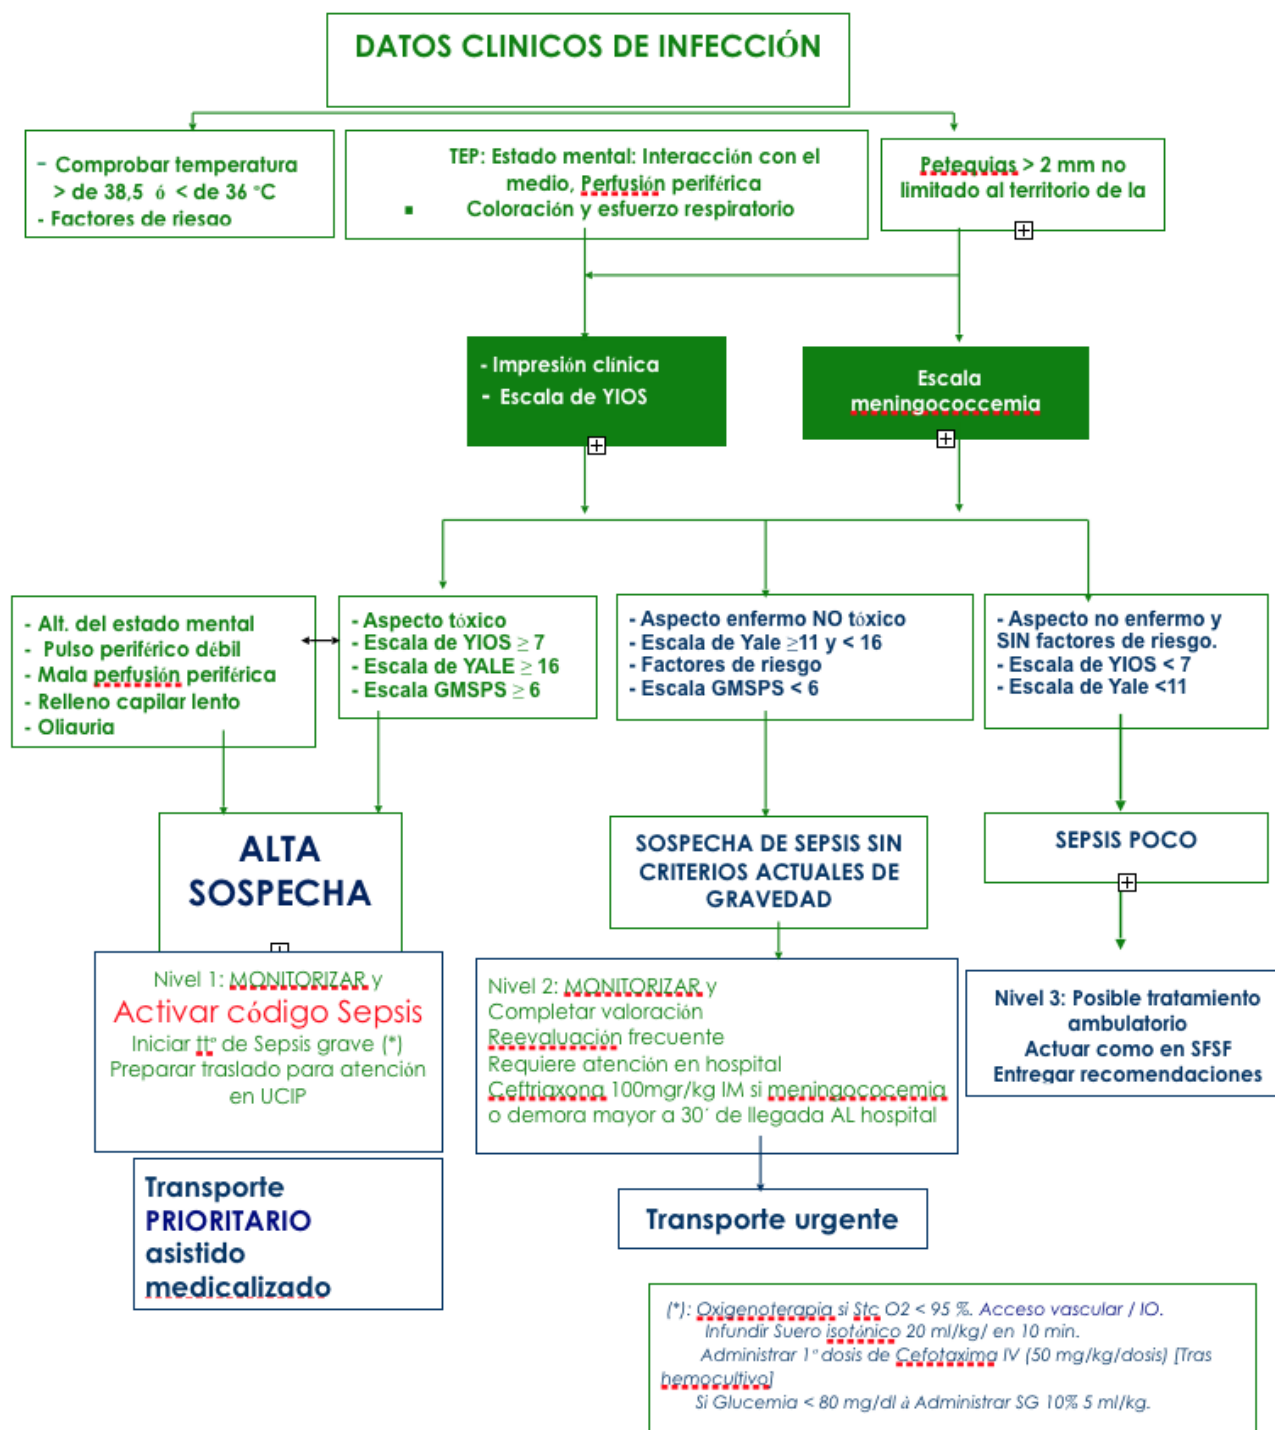 DATOS CLINICOS DE INFECCIÓN
- Comprobar temperatura
> de 38,5 ó < de 36 °C
- Factores de riesgo
TEP: Estado mental: Interacción con el
medio, Perfusión periférica
▪ Coloración y esfuerzo respiratorio
Petequias > 2 mm no
limitado al territorio de la
- Impresión clínica
- Escala de YIOS
Escala
meningococcemia
- Alt. del estado mental
- Pulso periférico débil
- Mala perfusión periférica
- Relleno capilar lento
- Oliguria
- Aspecto tóxico
- Escala de YIOS ≥ 7
- Escala de YALE ≥ 16
- Escala GMSPS ≥ 6
- Aspecto enfermo NO tóxico
- Escala de Yale ≥11 y < 16
- Factores de riesgo
- Escala GMSPS < 6
- Aspecto no enfermo y
SIN factores de riesgo.
- Escala de YIOS < 7
- Escala de Yale <11
ALTA
SOSPECHA
SOSPECHA DE SEPSIS SIN
CRITERIOS ACTUALES DE
GRAVEDAD
SEPSIS POCO
Nivel 1: MONITORIZAR y
Activar código Sepsis
Iniciar ttº de Sepsis grave (*)
Preparar traslado para atención
en UCIP
Nivel 2: MONITORIZAR y
Completar valoración
Reevaluación frecuente
Requiere atención en hospital
Ceftriaxona 100mgr/kg IM si meningococemia
o demora mayor a 30´ de llegada AL hospital
Nivel 3: Posible tratamiento
ambulatorio
Actuar como en SFSF
Entregar recomendaciones
Transporte
PRIORITARIO
asistido
medicalizado
Transporte urgente
(*): Oxigenoterapia si Stc O2 < 95 %. Acceso vascular / IO.
Infundir Suero isotónico 20 ml/kg/ en 10 min.
Administrar 1ª dosis de Cefotaxima IV (50 mg/kg/dosis) [Tras
hemocultivo]
Si Glucemia < 80 mg/dl à Administrar SG 10% 5 ml/kg.